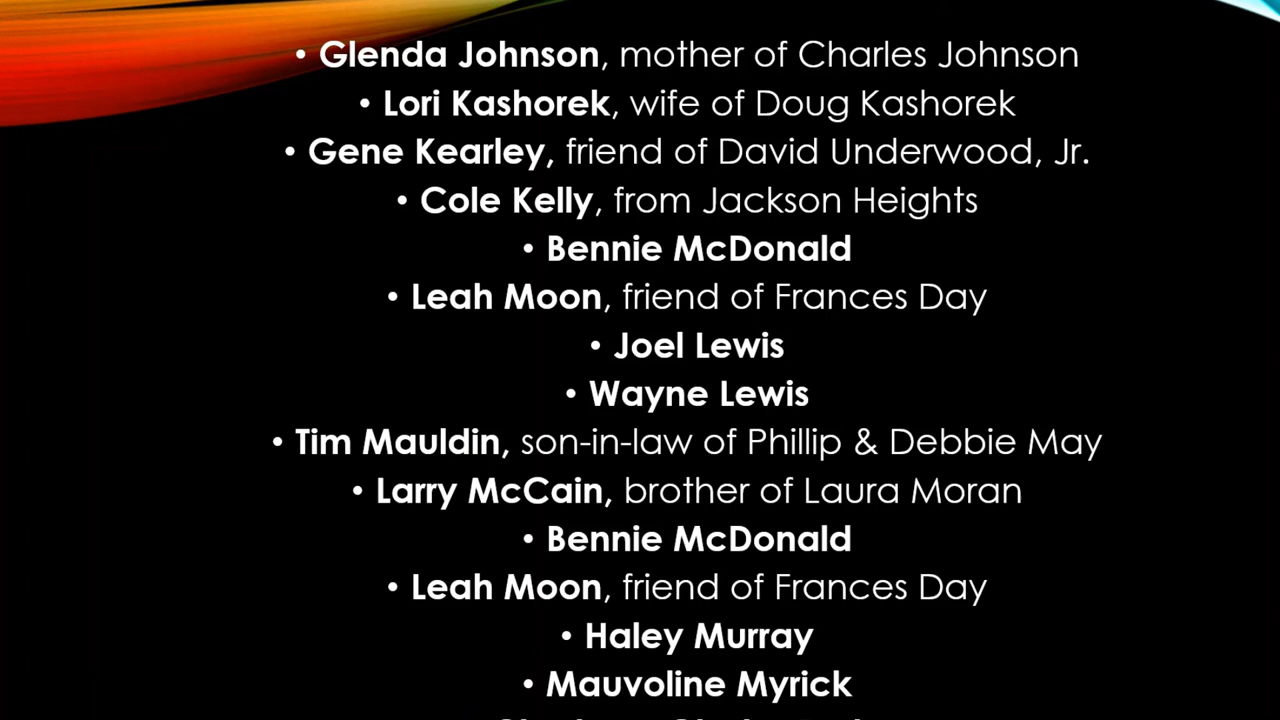 • Glenda Johnson, mother of Charles Johnson
• Lori Kashorek, wife of Doug Kashorek
• Gene Kearley, friend of David Underwood, Jr.
• Cole Kelly, from Jackson Heights
• Bennie McDonald
• Leah Moon, friend of Frances Day
• Joel Lewis
• Wayne Lewis
• Tim Mauldin, son-in-law of Phillip & Debbie May
• Larry McCain, brother of Laura Moran
• Bennie McDonald
• Leah Moon, friend of Frances Day
• Haley Murray
• Mauvoline Myrick